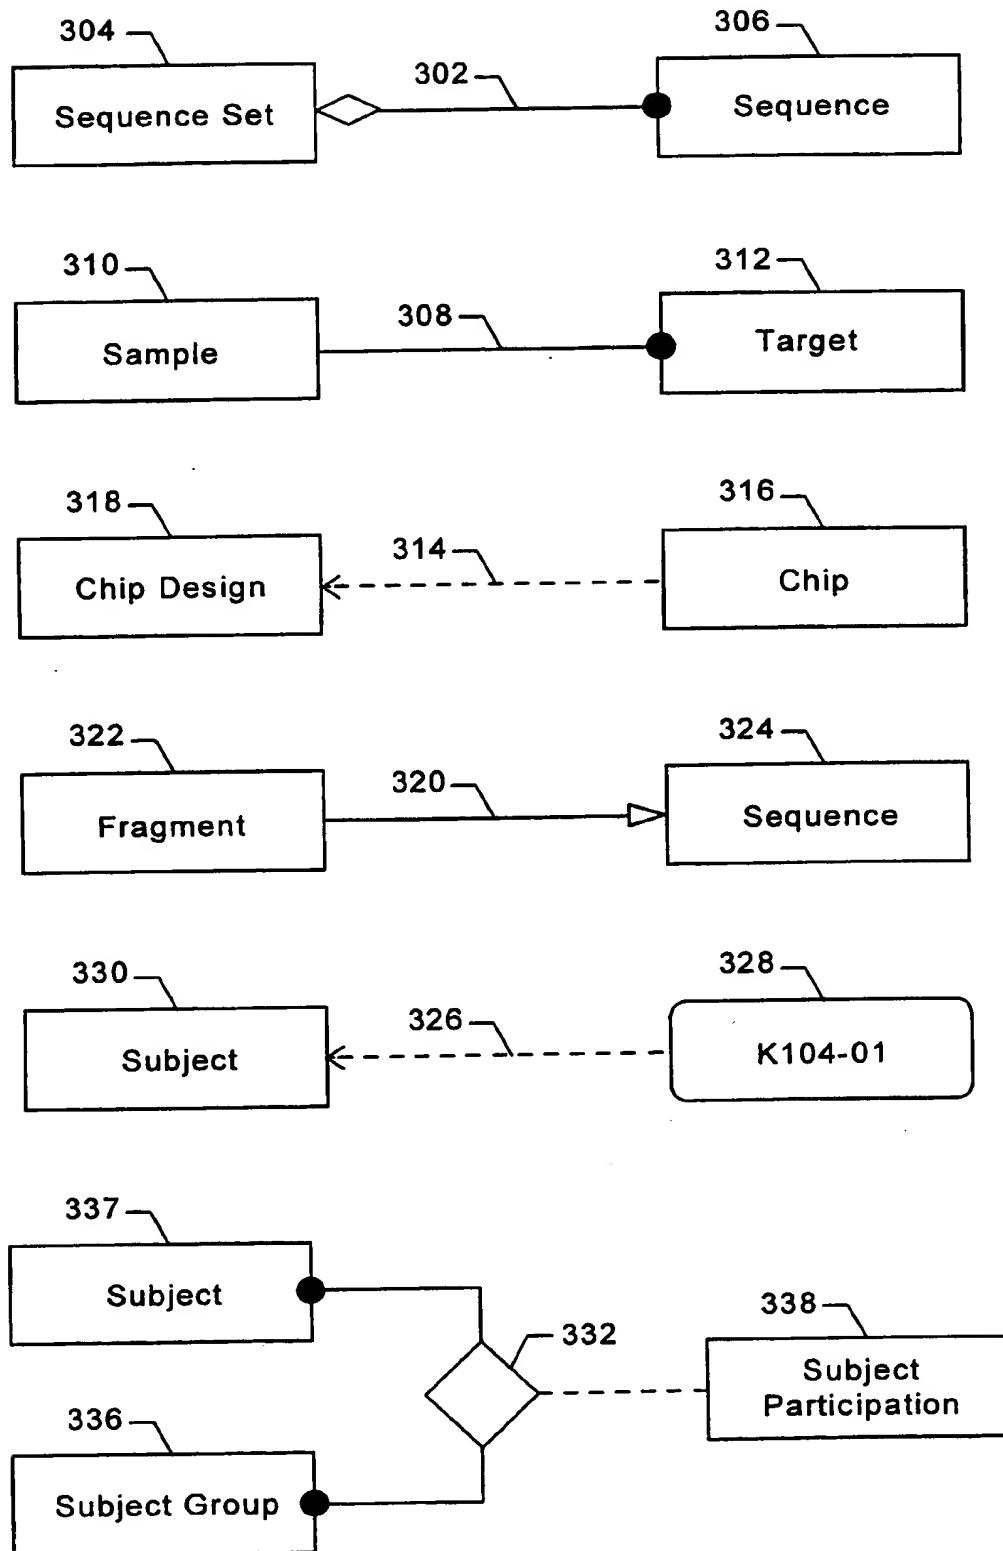 304
306
302
Sequence Set
Sequence
310
312
308
Sample
Target
318
316
314
Chip Design
Chip
322
324
320
Fragment
Sequence
330
328
326
Subject
K104-01
337
Subject
338
332
Subject
Participation
336
Subject Group